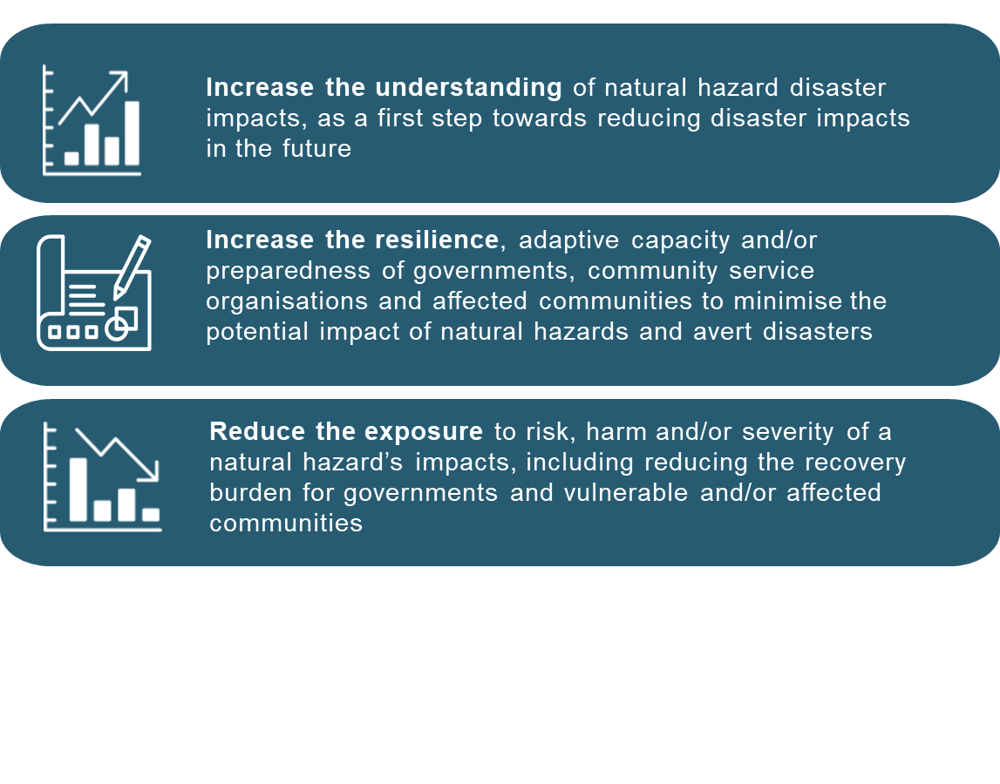 Increase the understanding of natural hazard disaster
impacts, as a first step towards reducing disaster impacts
in the future
Increase the resilience, adaptive capacity and/or
preparedness of governments, community service
organisations and affected communities to minimise the
potential impact of natural hazards and avert disasters
Reduce the exposure to risk, harm and/or severity of a
natural hazard’s impacts, including reducing the recovery
burden for governments and vulnerable and/or affected
communities